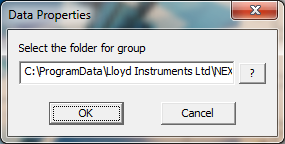 Data Properties
Select the folder for group
C:\ProgramData\Lloyd Instruments Ltd\NEX
?
OK
Cancel